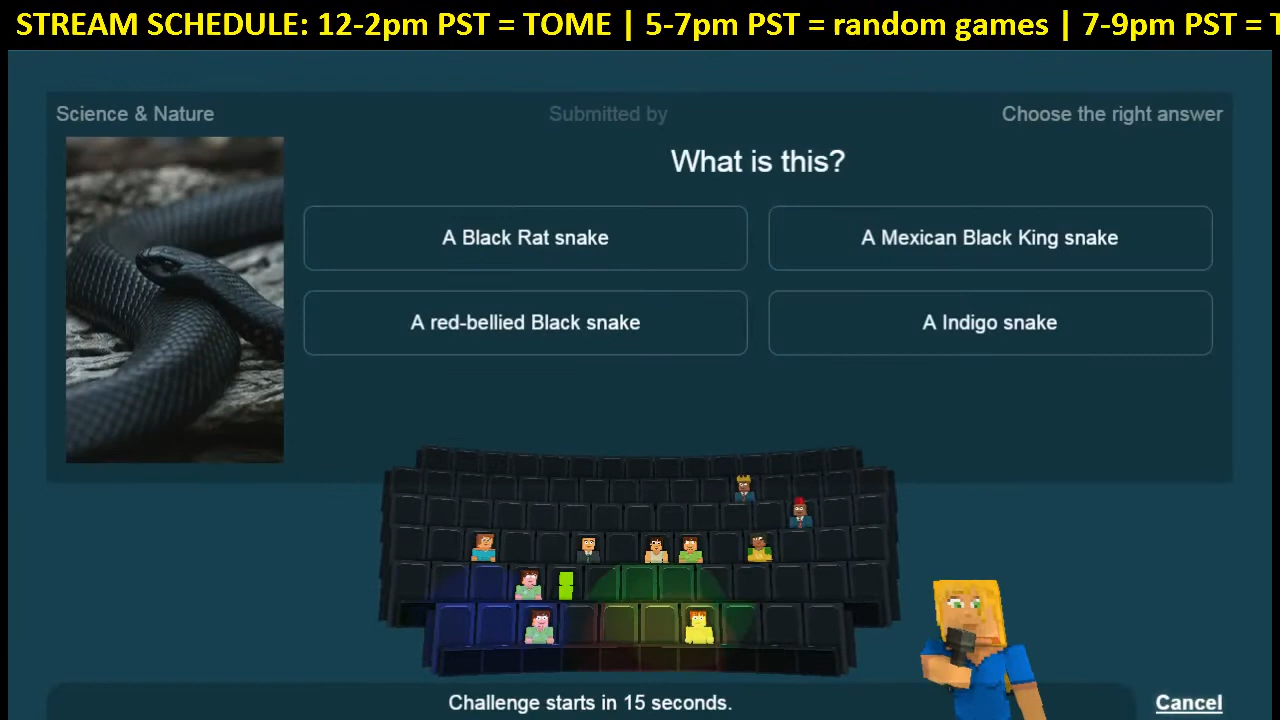 STREAM SCHEDULE: 12-2pm PST = TOME | 5-7pm PST = random games | 7-9pm PST = T
Science & Nature
Submitted by
Choose the right answer
What is this?
A Black Rat snake
A Mexican Black King snake
A red-bellied Black snake
A Indigo snake
Challenge starts in 15 seconds.
Cancel